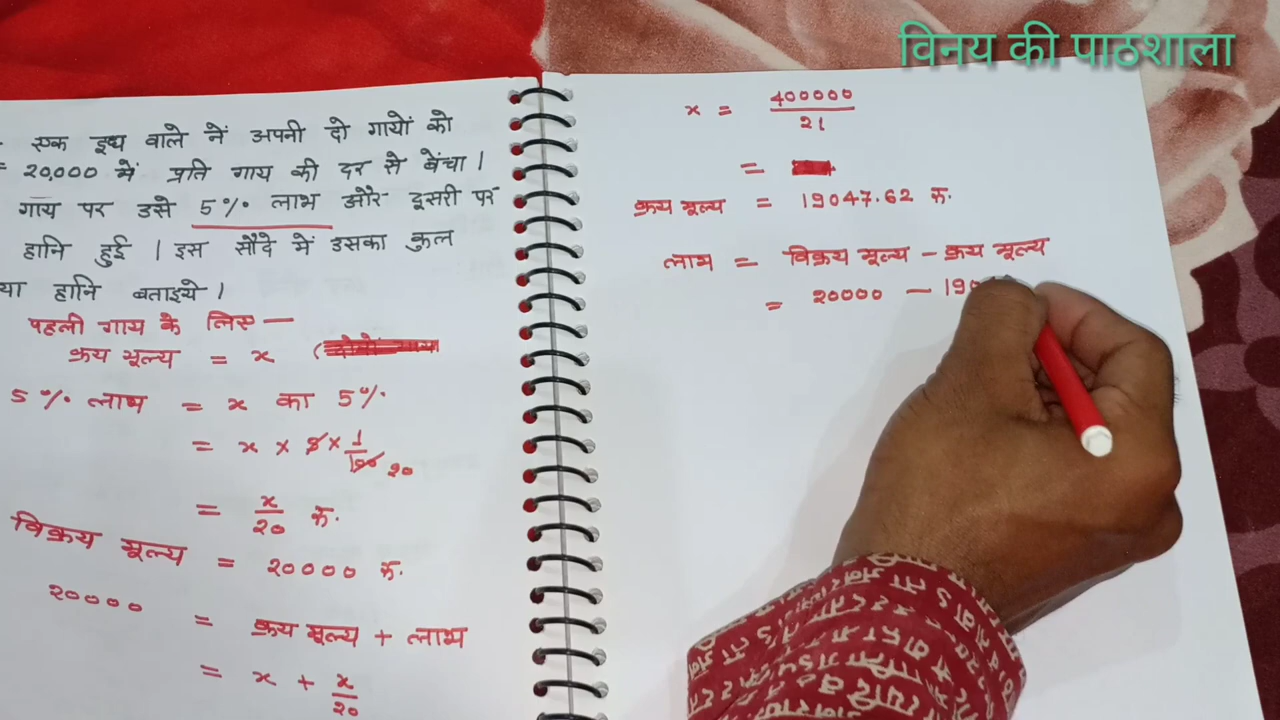 विनय की पाठशाला
एक दूध वाले नें अपनी दो गायों को
20,000 में प्रति गाय की दर से बेंचा ।
गाय पर उसे 5% लाभ और दूसरी पर
हानि हुई । इस सौदे में उसका कुल
या हानि बताइये ।
पहली गाय के लिए —
क्रय मूल्य = x (
5% लाभ = x का 5%
= x × 5 × 1/100 20
= x/20 रु.
विक्रय मूल्य = 20000 रु.
20000 = क्रय मूल्य + लाभ
= x + x/20
x = 400000/21
=
क्रय मूल्य = 19047.62 रु.
लाभ = विक्रय मूल्य – क्रय मूल्य
= 20000 – 190